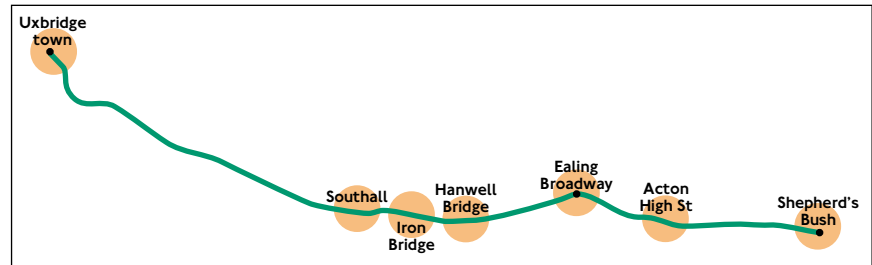 Uxbridge
town
Southall
Iron
Bridge
Hanwell
Bridge
Ealing
Broadway
Acton
High St
Shepherd's
Bush